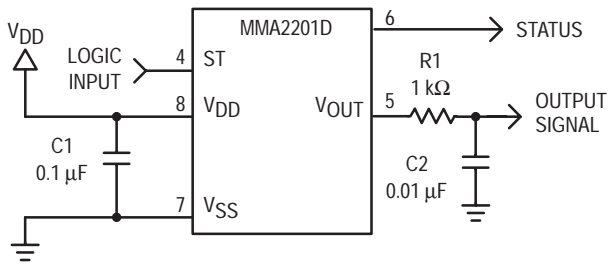 MMA2201D
6
STATUS
VDD
LOGIC
INPUT
4
ST
R1
1 kΩ
8
VDD
VOUT
5
OUTPUT
SIGNAL
C1
0.1 μF
C2
0.01 μF
7
VSS